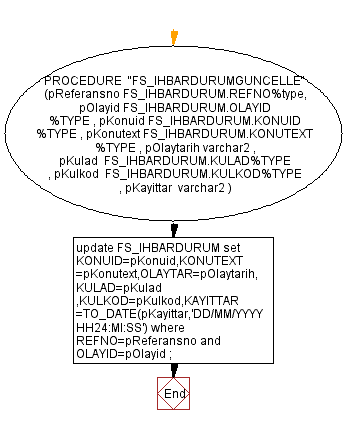 PROCEDURE "FS_IHBARDURUMGUNCELLE"
(pReferansno FS_IHBARDURUM.REFNO%type,
pOlayid FS_IHBARDURUM.OLAYID
%TYPE , pKonuid FS_IHBARDURUM.KONUID
%TYPE , pKonutext FS_IHBARDURUM.KONUTEXT
%TYPE , pOlaytarih varchar2 ,
pKulad FS_IHBARDURUM.KULAD%TYPE
, pKulkod FS_IHBARDURUM.KULKOD%TYPE
, pKayittar varchar2 )
update FS_IHBARDURUM set
KONUID=pKonuid,KONUTEXT
=pKonutext,OLAYTAR=pOlaytarih,
KULAD=pKulad
,KULKOD=pKulkod,KAYITTAR
=TO_DATE(pKayittar,'DD/MM/YYYY
HH24:MI:SS') where
REFNO=pReferansno and
OLAYID=pOlayid ;
End